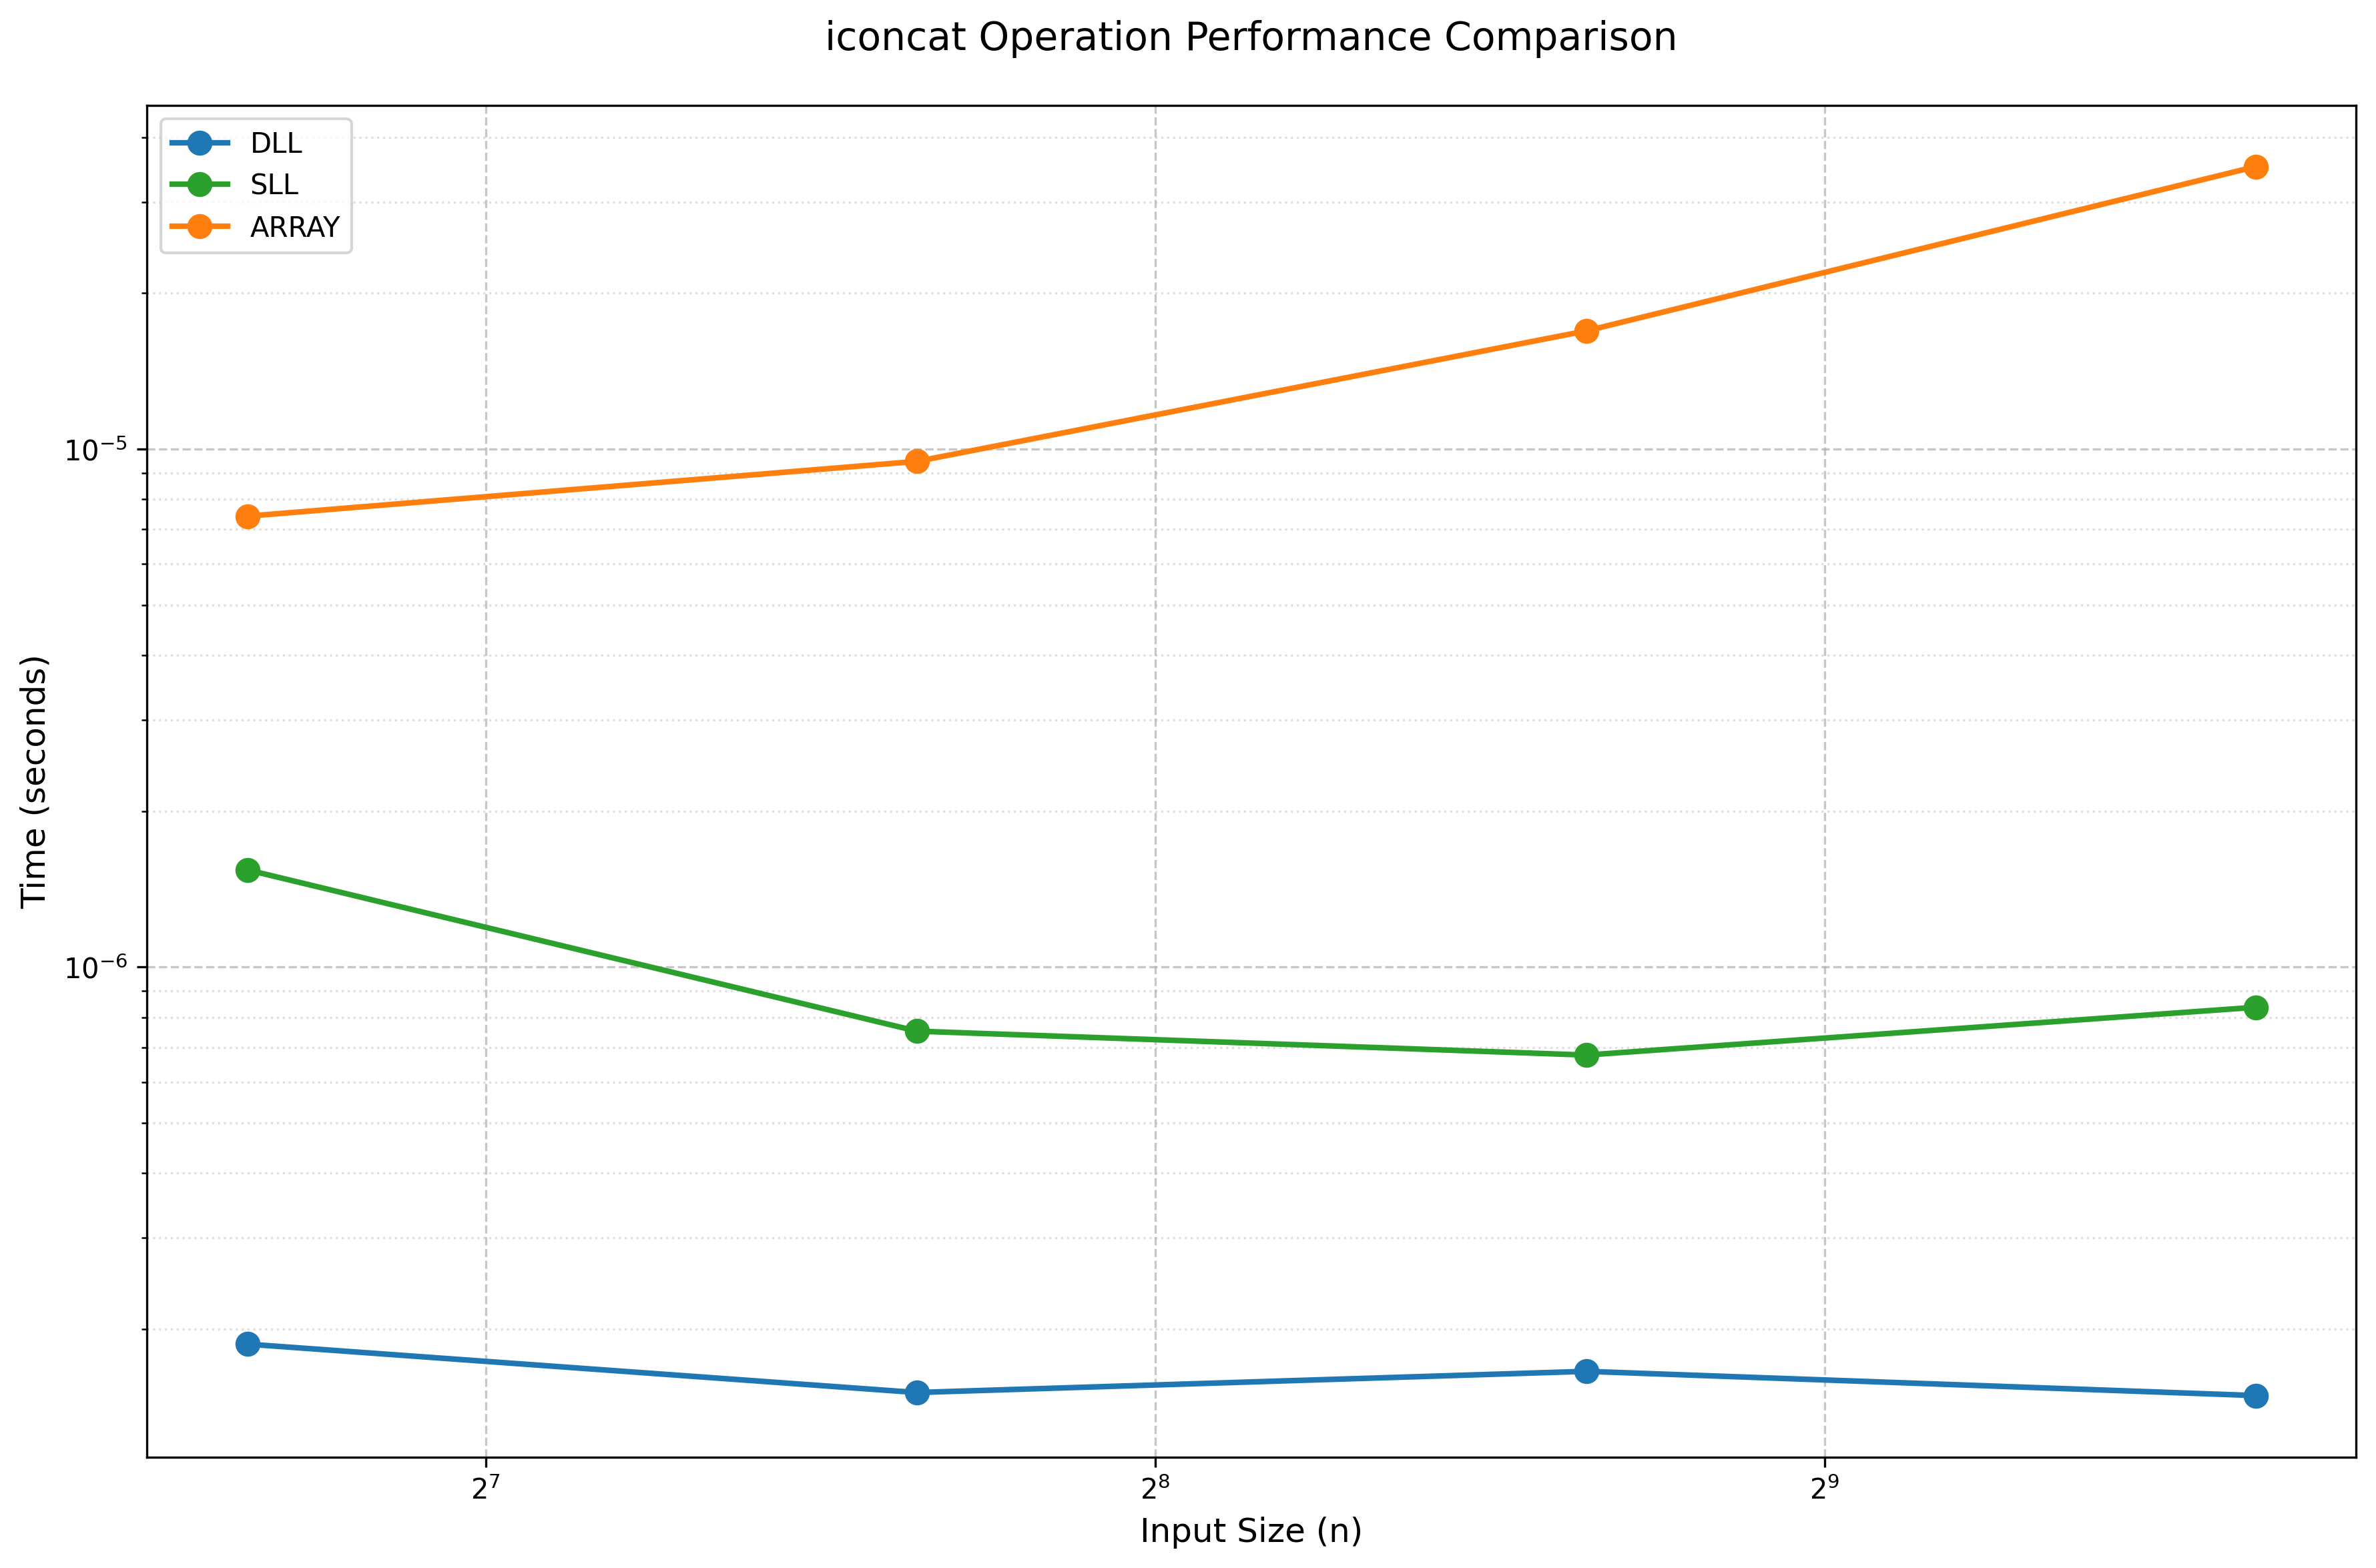 iconcat Operation Performance Comparison
DLL
SLL
ARRAY
Time (seconds)
10⁻⁵
10⁻⁶
2⁷
2⁸
2⁹
Input Size (n)